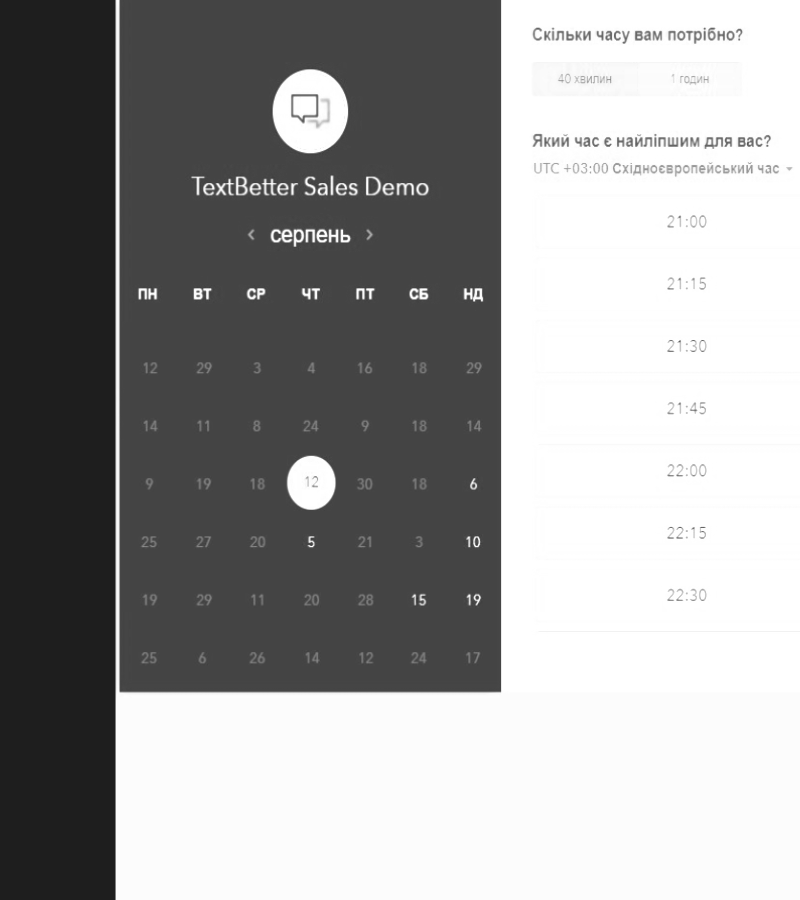 TextBetter Sales Demo
серпень
ПН ВТ СР ЧТ ПТ СБ НД
12 29 3 4 16 18 29
14 11 8 24 9 18 14
9 19 18 12 30 18 6
25 27 20 5 21 3 10
19 29 11 20 28 15 19
25 6 26 14 12 24 17
Скільки часу вам потрібно?
40 хвилин 1 годин
Який час є найліпшим для вас?
UTC +03:00 Східноєвропейський час
21:00
21:15
21:30
21:45
22:00
22:15
22:30